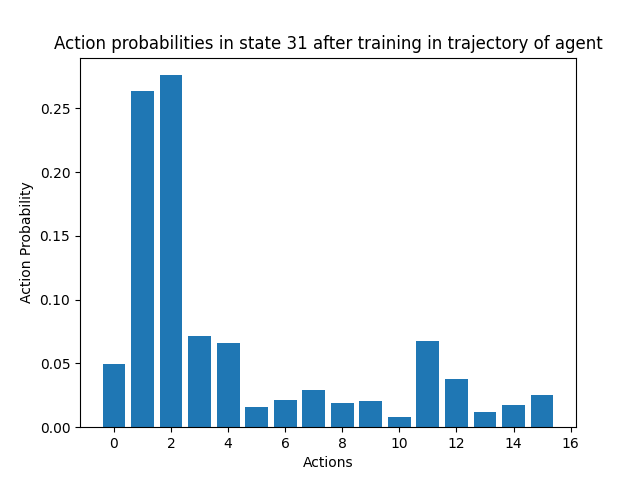 Action probabilities in state 31 after training in trajectory of agent
0.25
0.20
0.15
0.10
0.05
0.00
Action Probability
0 2 4 6 8 10 12 14 16
Actions